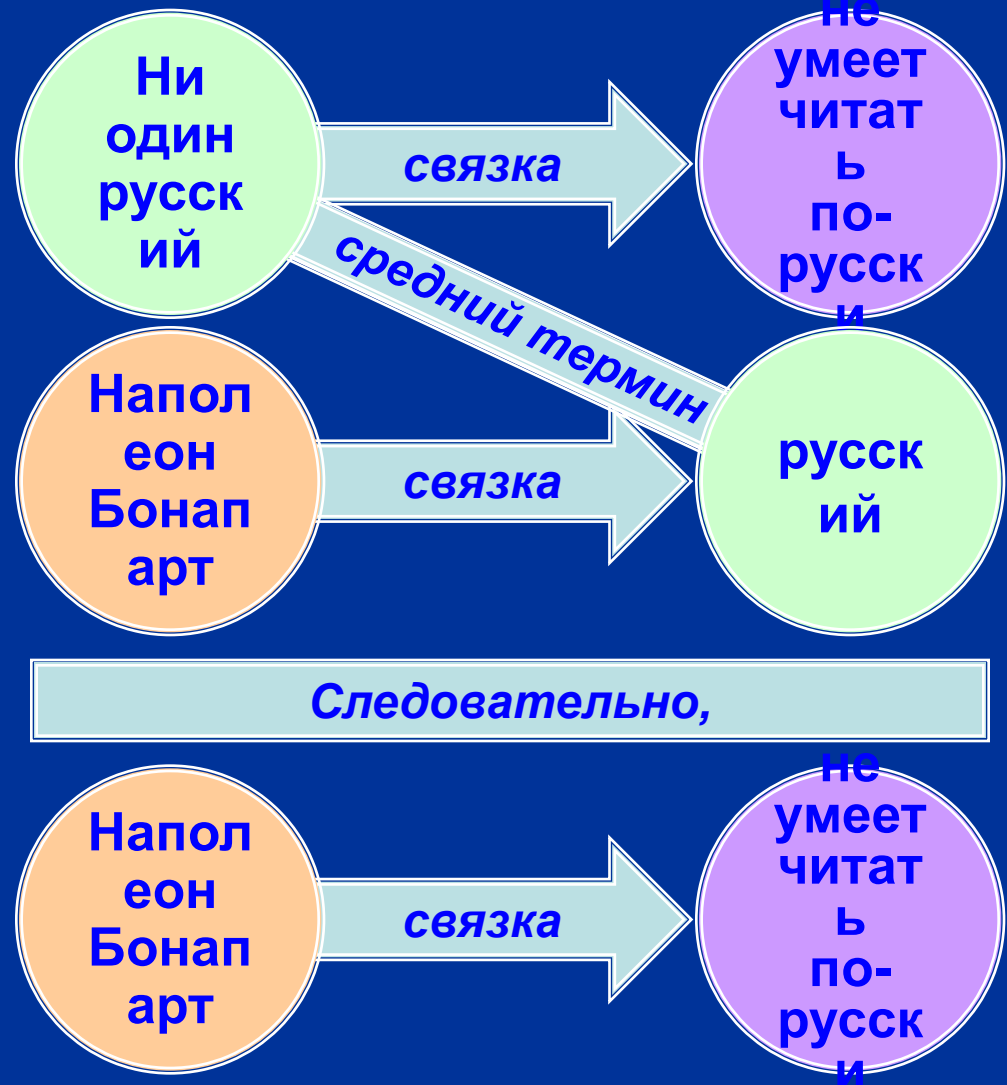 Ни
один
русск
ий
связка
не
умеет
читат
ь
по-
русск
и
средний термин
Напол
еон
Бонап
арт
связка
русск
ий
Следовательно,
Напол
еон
Бонап
арт
связка
не
умеет
читат
ь
по-
русск
и